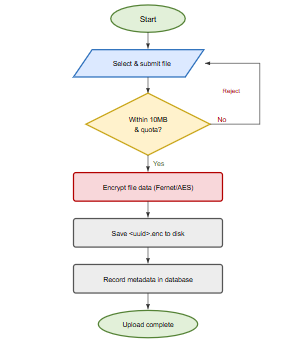 Start
Select & submit file
Reject
Within 10MB
& quota?
No
Yes
Encrypt file data (Fernet/AES)
Save <uuid>.enc to disk
Record metadata in database
Upload complete